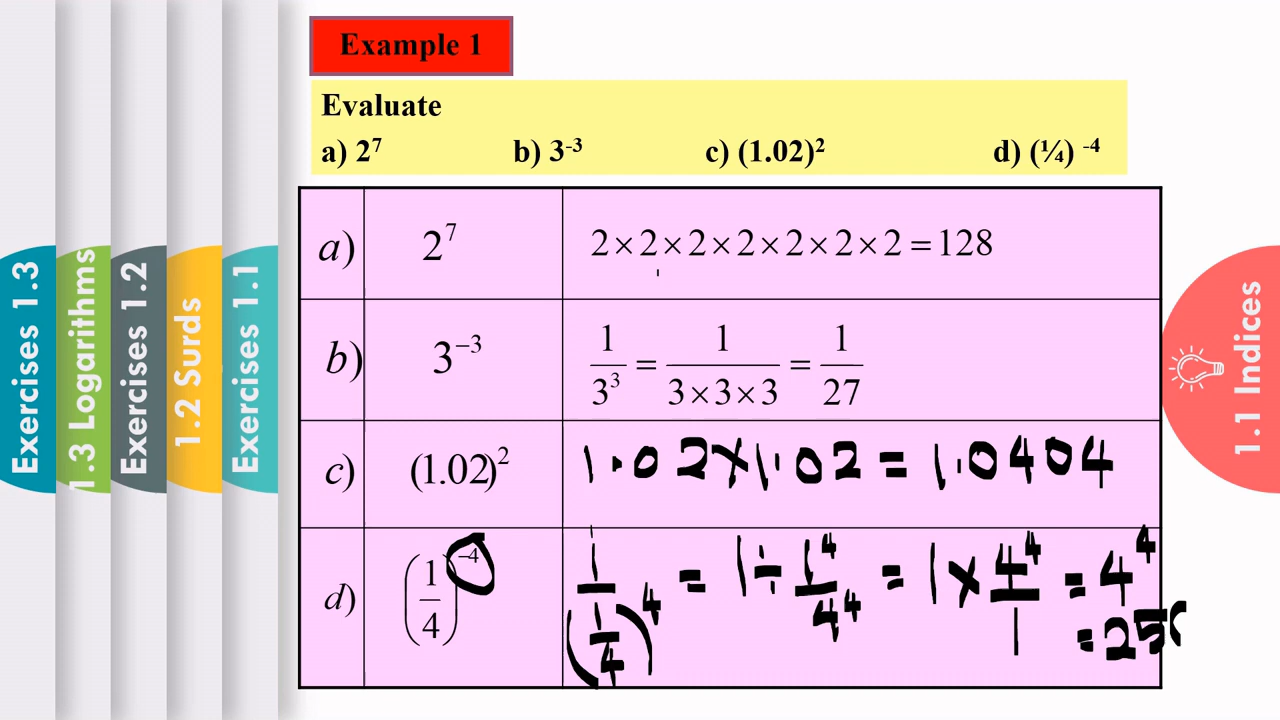 Example 1
Evaluate
a) 2⁷ b) 3⁻³ c) (1.02)² d) (¼) ⁻⁴
a) 2⁷ 2×2×2×2×2×2×2=128
b) 3⁻³ 1/3³ = 1/(3×3×3) = 1/27
c) (1.02)² 1.02×1.02=1.0404
d) (1/4)⁻⁴ 1/(1/4)⁴ = 1÷1⁴/4⁴ = 1×4⁴/1 = 4⁴
Exercises 1.3
1.3 Logarithms
Exercises 1.2
1.2 Surds
Exercises 1.1
1.1 Indices